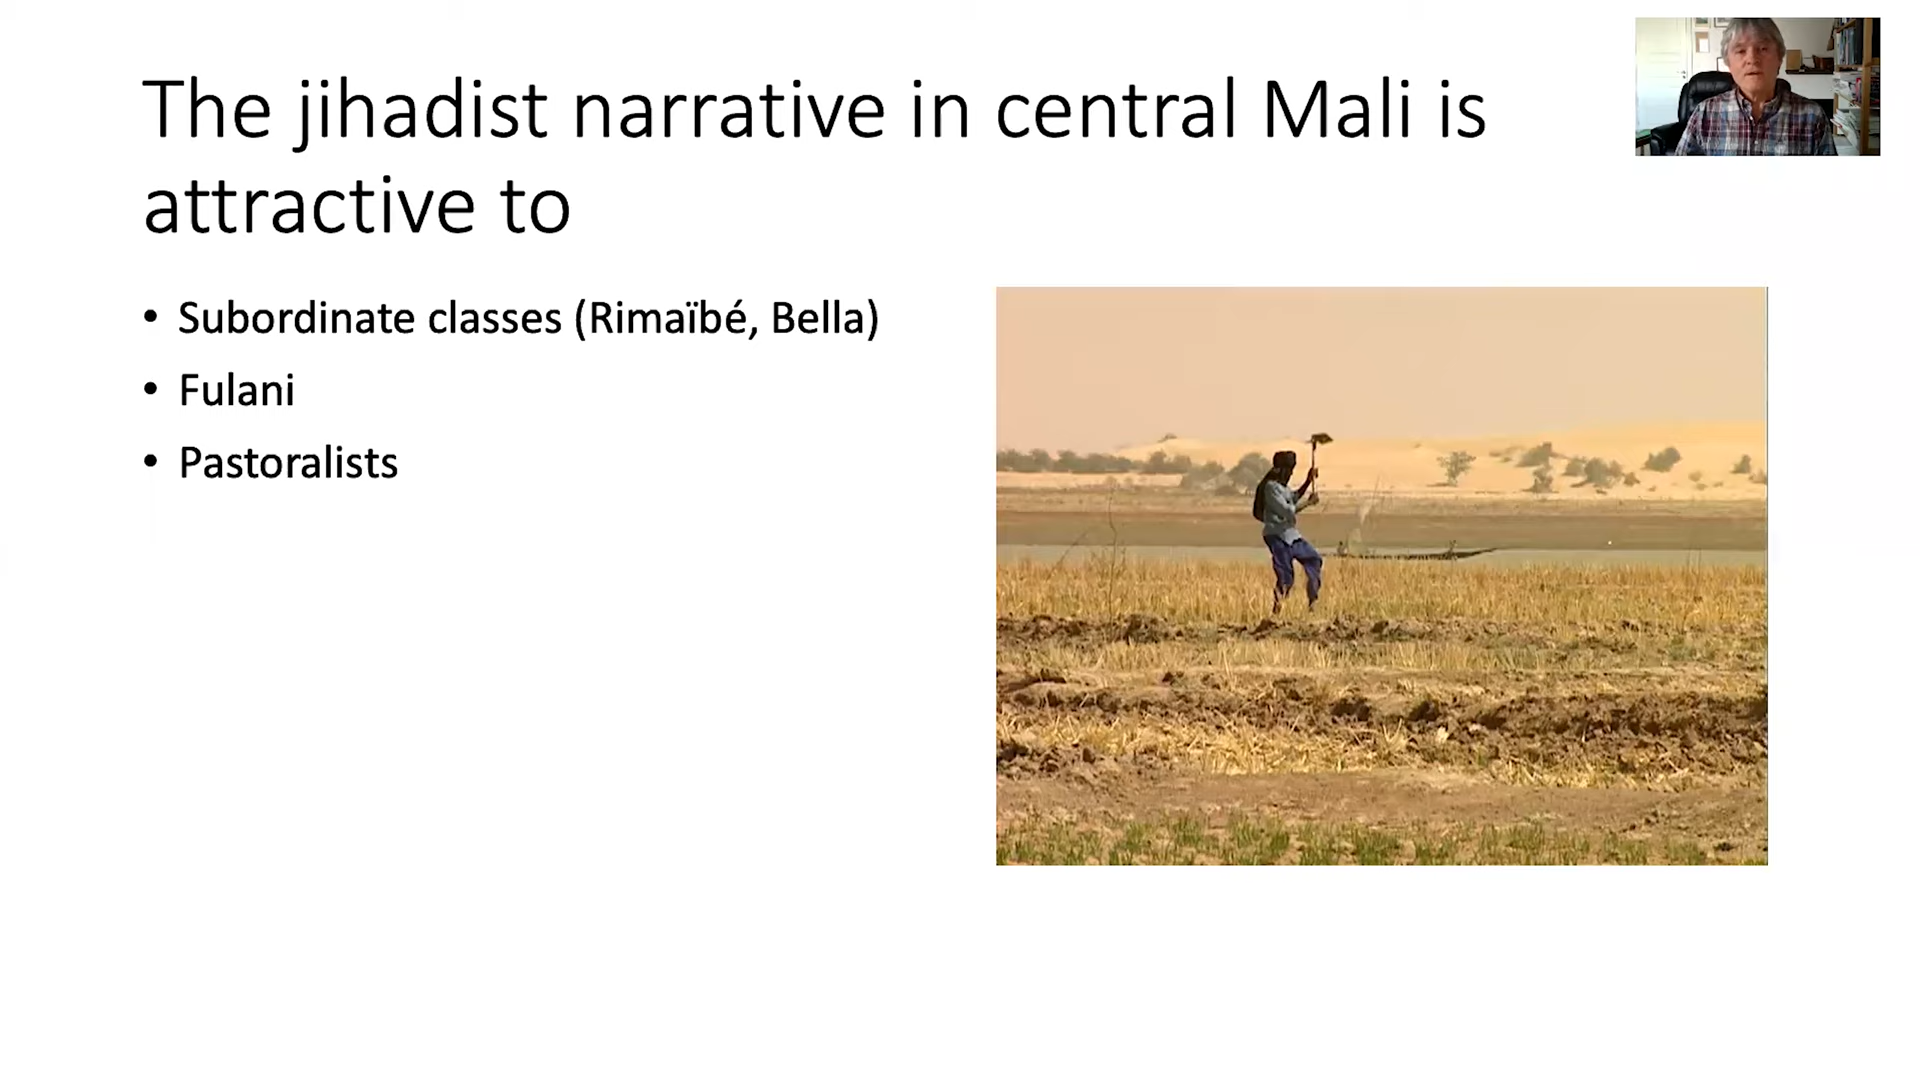 The jihadist narrative in central Mali is
attractive to
• Subordinate classes (Rimaïbé, Bella)
• Fulani
• Pastoralists